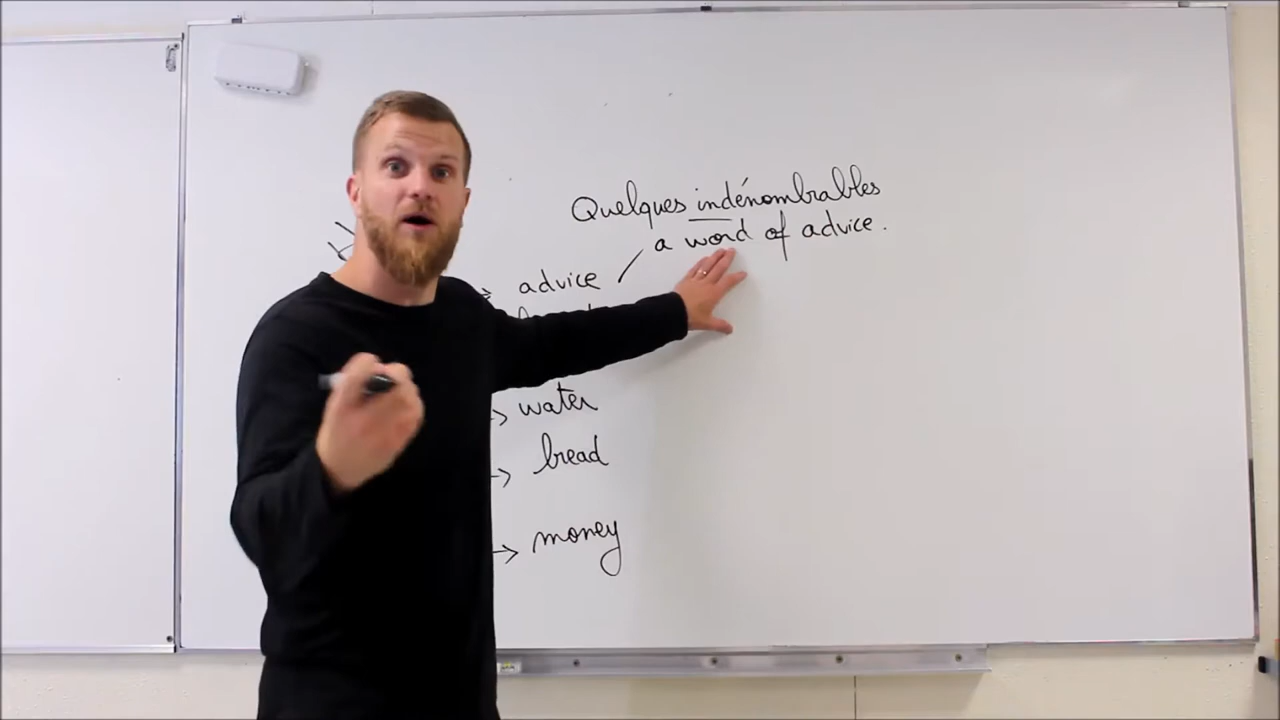 Quelques indénombrables
a word of advice.
advice
water
bread
money